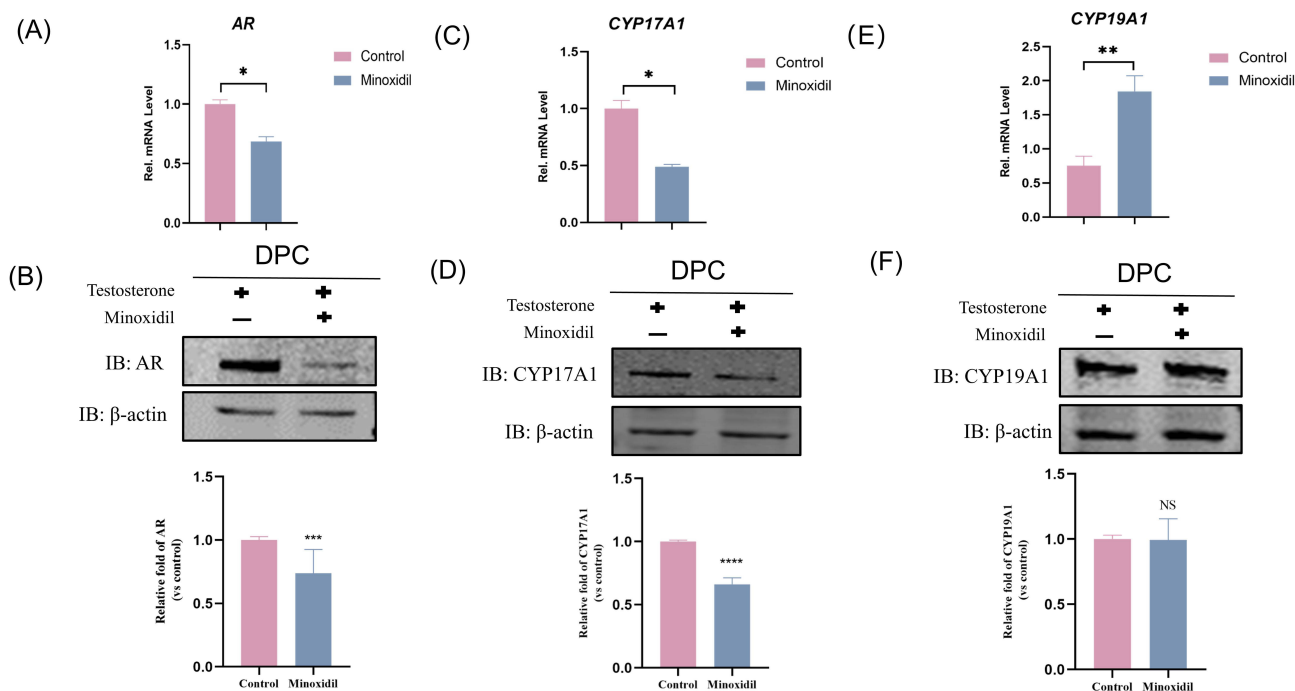 (A)
AR
1.5
1.0
0.5
0.0
Rel. mRNA Level
*
Control
Minoxidil
(C)
CYP17A1
1.5
1.0
0.5
0.0
Rel. mRNA Level
*
Control
Minoxidil
(E)
CYP19A1
2.5
2.0
1.5
1.0
0.5
0.0
Rel. mRNA Level
**
Control
Minoxidil
(B)
DPC
Testosterone + +
Minoxidil — +
IB: AR
IB: β-actin
1.5
1.0
0.5
0.0
Relative fold of AR
(vs control)
***
Control Minoxidil
(D)
DPC
Testosterone + +
Minoxidil — +
IB: CYP17A1
IB: β-actin
1.5
1.0
0.5
0.0
Relative fold of CYP17A1
(vs control)
****
Control Minoxidil
(F)
DPC
Testosterone + +
Minoxidil — +
IB: CYP19A1
IB: β-actin
1.5
1.0
0.5
0.0
Relative fold of CYP19A1
(vs control)
NS
Control Minoxidil